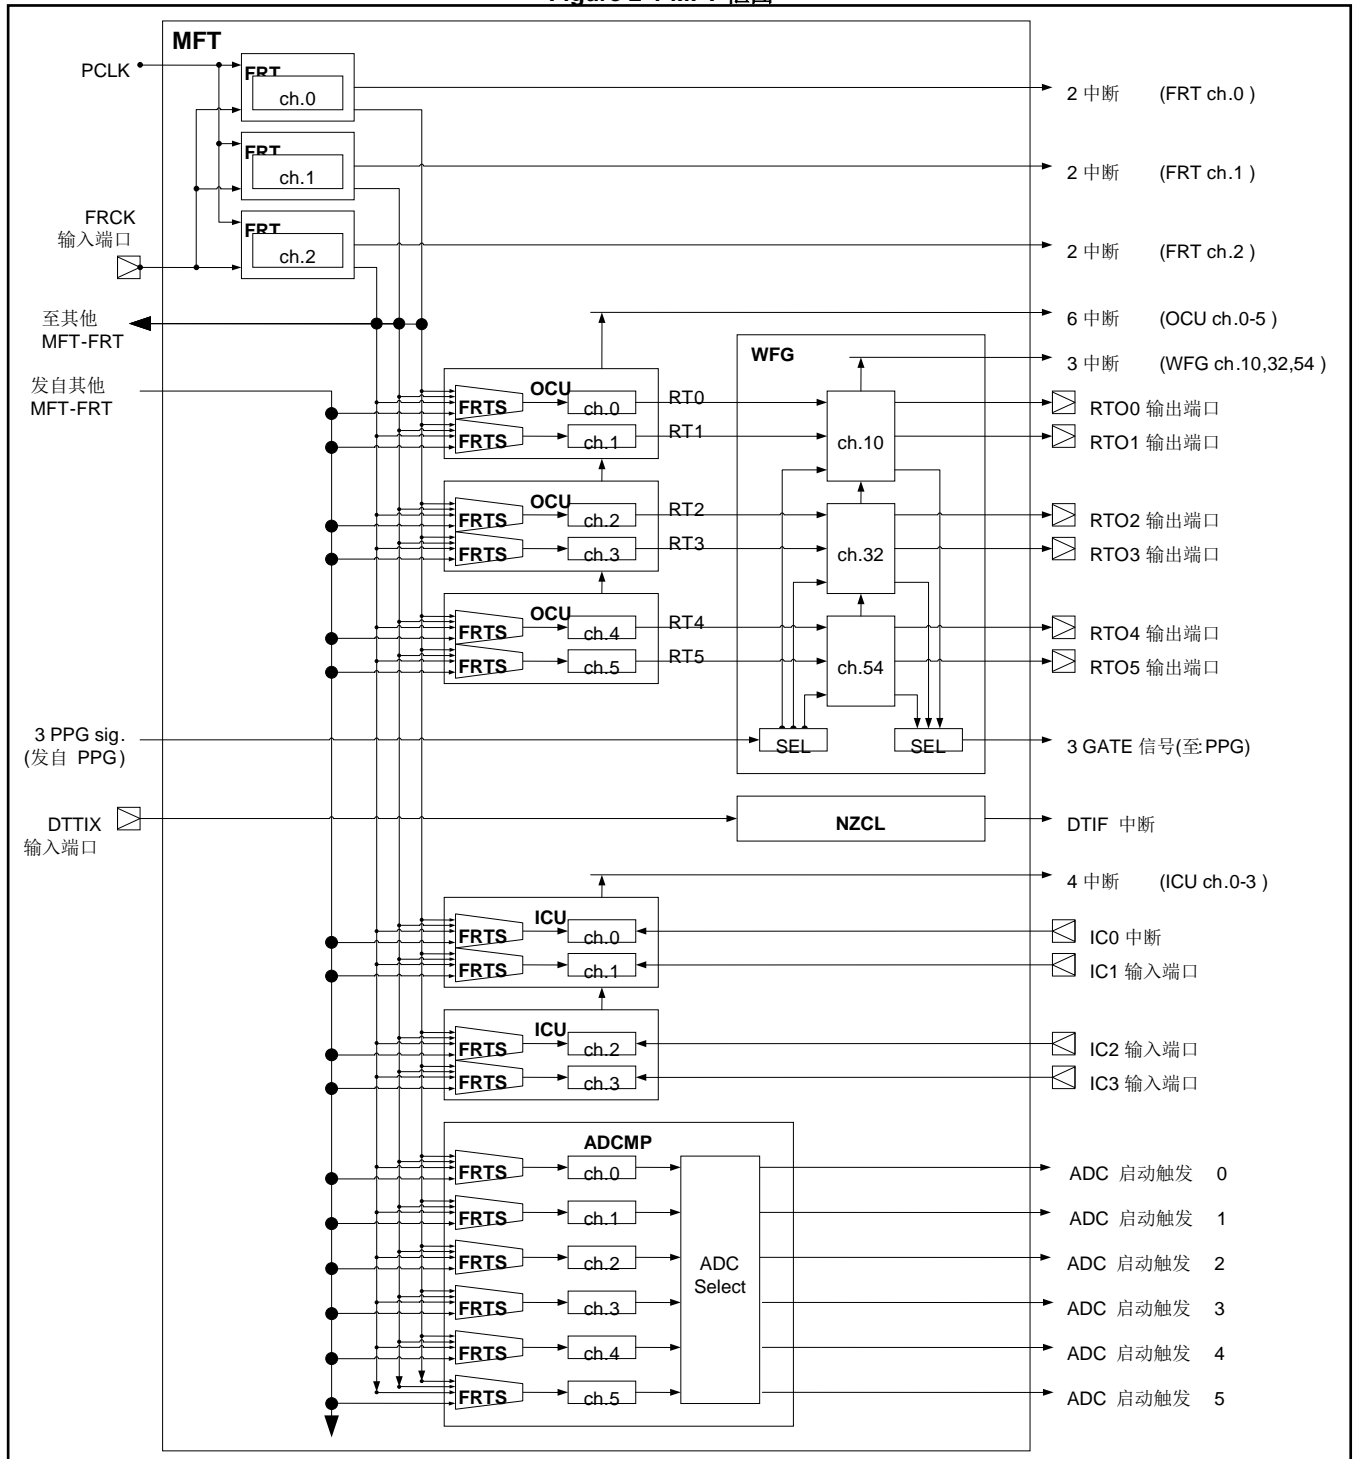 MFT
PCLK
FRT
ch.0
2 中断 (FRT ch.0 )
FRT
ch.1
2 中断 (FRT ch.1 )
FRCK
输入端口
FRT
ch.2
2 中断 (FRT ch.2 )
至其他
MFT-FRT
6 中断 (OCU ch.0-5 )
WFG
3 中断 (WFG ch.10,32,54 )
发自其他
MFT-FRT
OCU
FRTS
ch.0
RT0
RTO0 输出端口
FRTS
ch.1
RT1
ch.10
RTO1 输出端口
OCU
FRTS
ch.2
RT2
RTO2 输出端口
FRTS
ch.3
RT3
ch.32
RTO3 输出端口
OCU
FRTS
ch.4
RT4
RTO4 输出端口
FRTS
ch.5
RT5
ch.54
RTO5 输出端口
3 PPG sig.
(发自 PPG)
SEL
SEL
3 GATE 信号(至:PPG)
DTTIX
输入端口
NZCL
DTIF 中断
4 中断 (ICU ch.0-3 )
ICU
FRTS
ch.0
IC0 中断
FRTS
ch.1
IC1 输入端口
ICU
FRTS
ch.2
IC2 输入端口
FRTS
ch.3
IC3 输入端口
ADCMP
FRTS
ch.0
ADC 启动触发 0
FRTS
ch.1
ADC 启动触发 1
FRTS
ch.2
ADC
Select
ADC 启动触发 2
FRTS
ch.3
ADC 启动触发 3
FRTS
ch.4
ADC 启动触发 4
FRTS
ch.5
ADC 启动触发 5